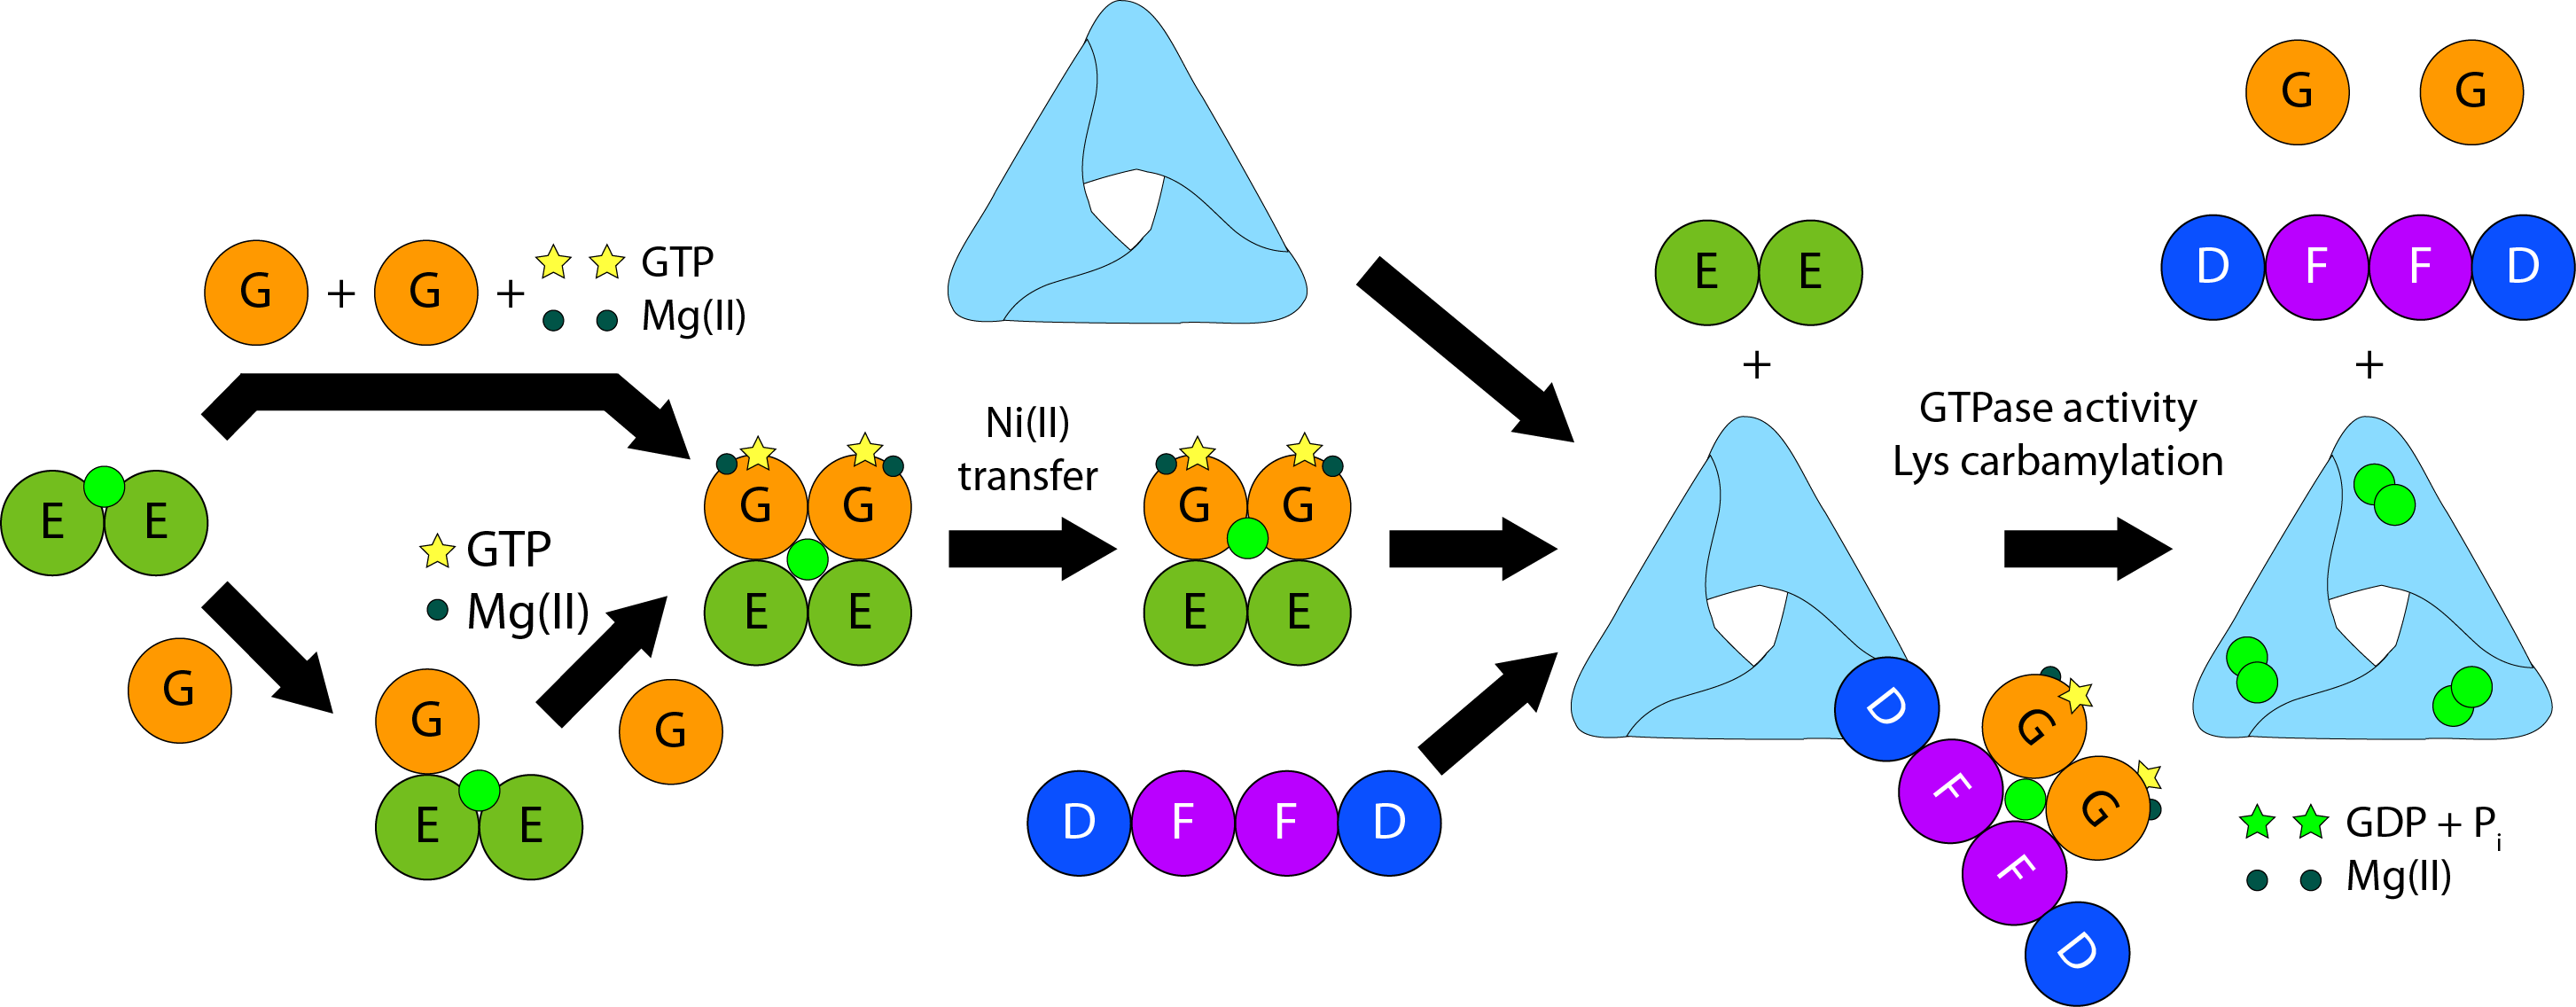 G + G + GTP
Mg(II)
E E
G
GTP
Mg(II)
G
E E
G
G G
E E
Ni(II)
transfer
G G
E E
D F F D
E E
+
D
F
F
D
G
G
GTPase activity
Lys carbamylation
G G
D F F D
+
GDP + Pi
Mg(II)